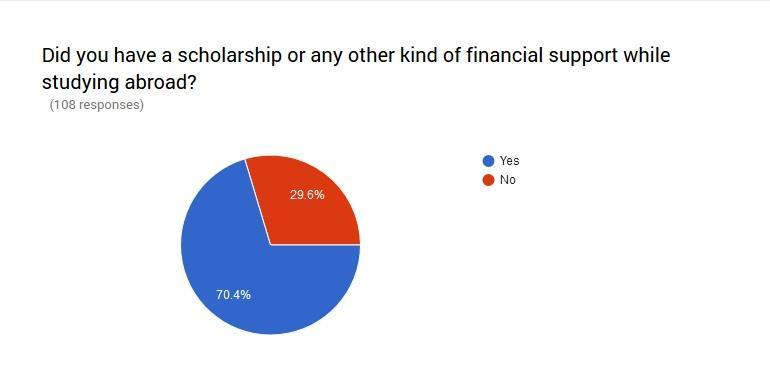 Did you have a scholarship or any other kind of financial support while
studying abroad?
(108 responses)
Yes
No
29.6%
70.4%